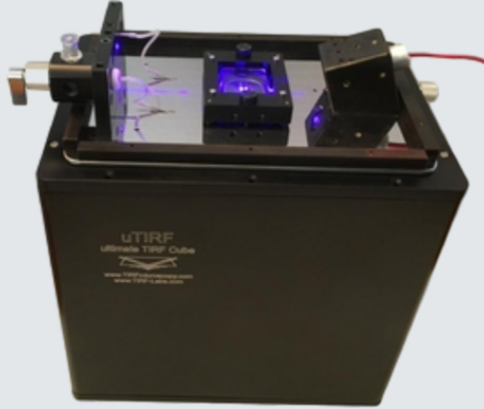 uTIRF
ultimate TIRF Cube
www.TIRFmicroscopy.com
www.TIRF-Labs.com